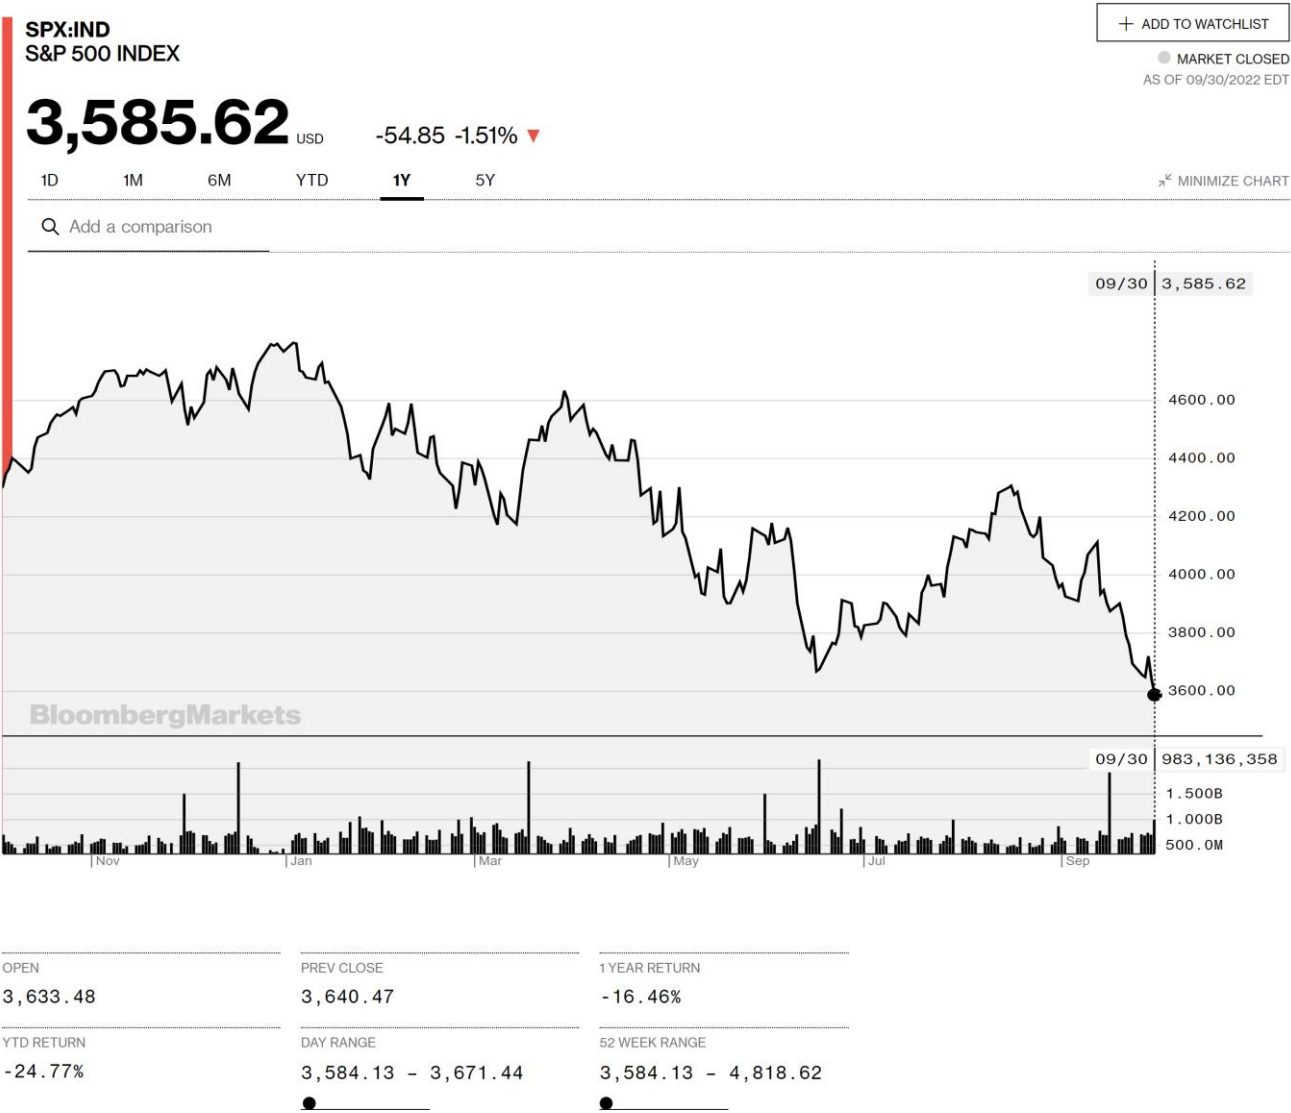 SPX:IND
S&P 500 INDEX
+ ADD TO WATCHLIST
MARKET CLOSED
AS OF 09/30/2022 EDT
3,585.62 USD -54.85 -1.51% ▼
1D 1M 6M YTD 1Y 5Y
MINIMIZE CHART
Add a comparison
09/30 3,585.62
4600.00
4400.00
4200.00
4000.00
3800.00
3600.00
BloombergMarkets
09/30 983,136,358
1.500B
1.000B
500.0M
Nov Jan Mar May Jul Sep
OPEN PREV CLOSE 1 YEAR RETURN
3,633.48 3,640.47 -16.46%
YTD RETURN DAY RANGE 52 WEEK RANGE
-24.77% 3,584.13 – 3,671.44 3,584.13 – 4,818.62